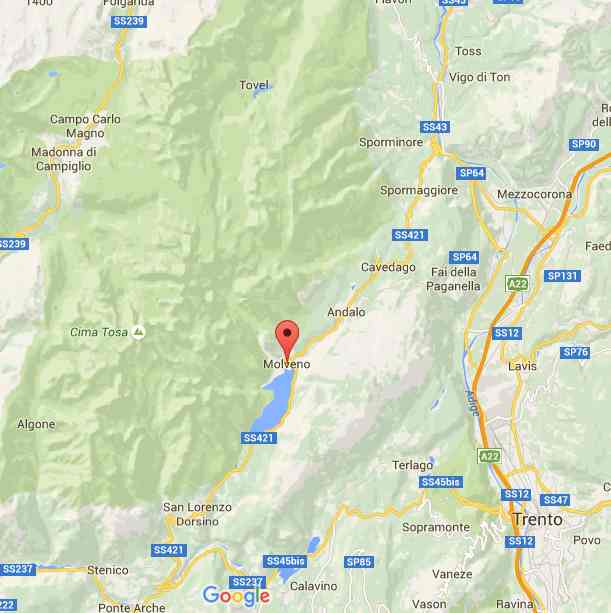 1400
Folgarida
SS43
SS239
Toss
Vigo di Ton
Tovel
Campo Carlo
Magno
SS43
Sporminore
SP90
Madonna di
Campiglio
SP64
Spormaggiore
Mezzocorona
SS421
SS239
Faed
SP64
Cavedago
Fai della
Paganella
SP131
A22
Andalo
Cima Tosa
SS12
SP76
Molveno
Lavis
Adige
Algone
SS421
A22
Terlago
SS45bis
SS12
SS47
San Lorenzo
Dorsino
Trento
Sopramonte
SS12
Povo
SS421
SS45bis
SP85
SS237
Stenico
Vaneze
SS237
Calavino
Google
222
Ponte Arche
Vason
Ravina